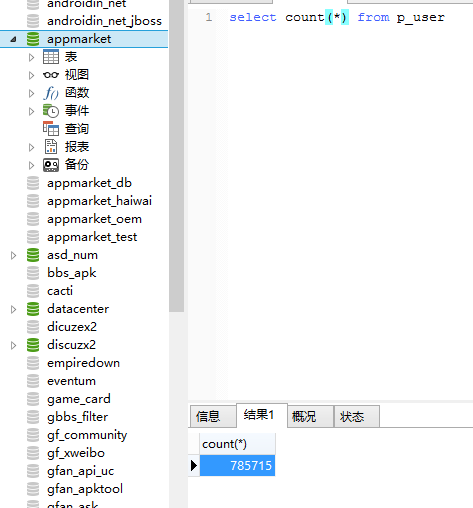 androidin_net
androidin_net_jboss
appmarket
表
视图
函数
事件
查询
报表
备份
appmarket_db
appmarket_haiwai
appmarket_oem
appmarket_test
asd_num
bbs_apk
cacti
datacenter
dicuzex2
discuzx2
empiredown
eventum
game_card
gbbs_filter
gf_community
gf_xweibo
gfan_api_uc
gfan_apktool
gfan_ask
1 select count(*) from p_user
信息 结果1 概况 状态
count(*)
785715